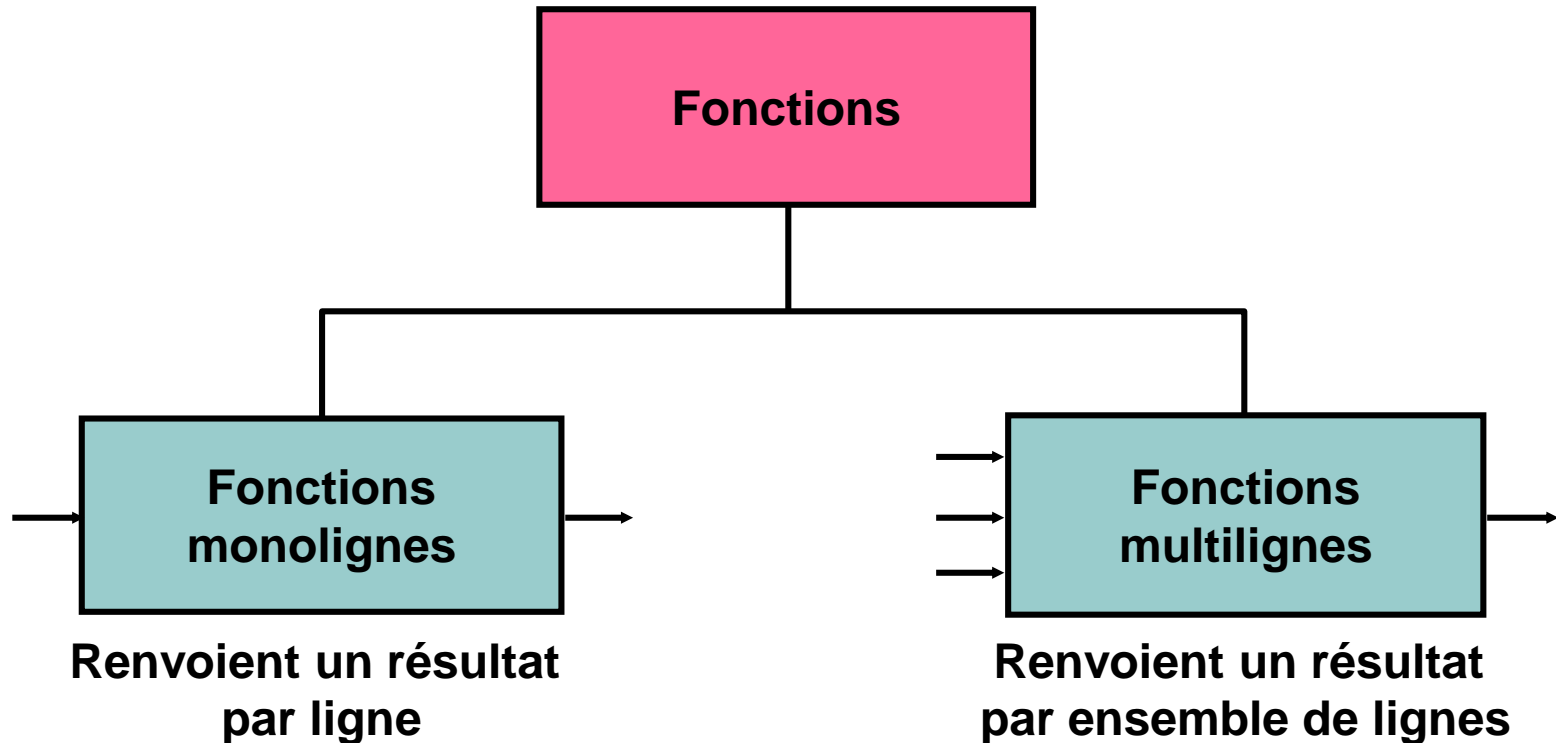 Fonctions
Fonctions
monolignes
Fonctions
multilignes
Renvoient un résultat
par ligne
Renvoient un résultat
par ensemble de lignes